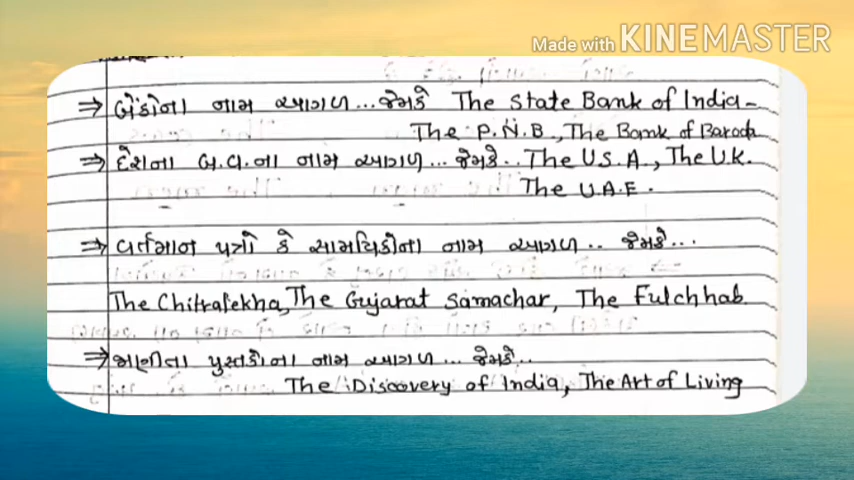 Made with KINEMASTER
⇒ બેંકોના નામ આગળ... જેમકે The State Bank of India -
The P.N.B., The Bank of Baroda
⇒ દેશના બ.વ.ના નામ આગળ... જેમકે.. The U.S.A., The U.K.
The U.A.E.
⇒ વર્તમાન પત્રો કે સામયિકોના નામ આગળ.. જેમકે...
The Chitralekha, The Gujarat Samachar, The Fulchhab
⇒ જાણીતા પુસ્તકોના નામ આગળ... જેમકે..
The Discovery of India, The Art of Living